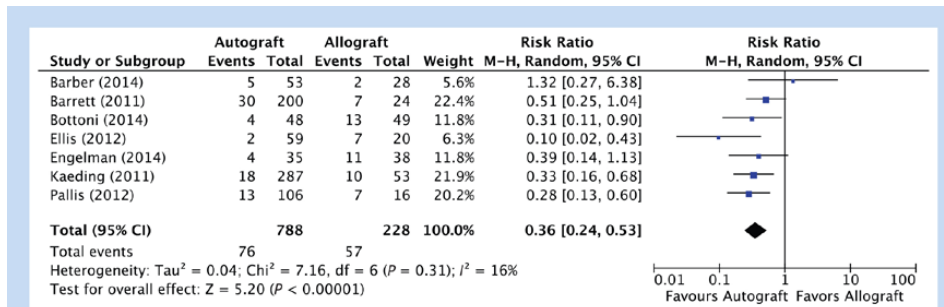 Autograft Allograft Risk Ratio Risk Ratio
Study or Subgroup Events Total Events Total Weight M-H, Random, 95% CI M-H, Random, 95% CI
Barber (2014) 5 53 2 28 5.6% 1.32 [0.27, 6.38]
Barrett (2011) 30 200 7 24 22.4% 0.51 [0.25, 1.04]
Bottoni (2014) 4 48 13 49 11.8% 0.31 [0.11, 0.90]
Ellis (2012) 2 59 7 20 6.3% 0.10 [0.02, 0.43]
Engelman (2014) 4 35 11 38 11.8% 0.39 [0.14, 1.13]
Kaeding (2011) 18 287 10 53 21.9% 0.33 [0.16, 0.68]
Pallis (2012) 13 106 7 16 20.2% 0.28 [0.13, 0.60]
Total (95% CI) 788 228 100.0% 0.36 [0.24, 0.53]
Total events 76 57
Heterogeneity: Tau² = 0.04; Chi² = 7.16, df = 6 (P = 0.31); I² = 16%
Test for overall effect: Z = 5.20 (P < 0.00001)
0.01 0.1 1 10 100
Favours Autograft Favours Allograft